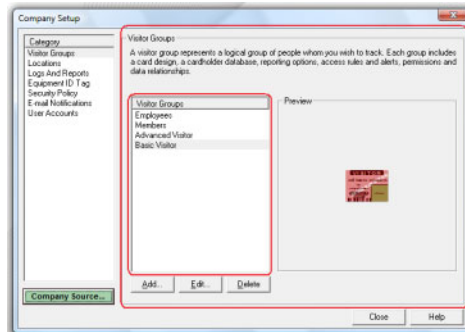 Company Setup
Category
Visitor Groups
Locations
Logs And Reports
Equipment ID Tag
Security Policy
E-mail Notifications
User Accounts
Company Source...
Visitor Groups
A visitor group represents a logical group of people whom you wish to track. Each group includes
a card design, a cardholder database, reporting options, access rules and alerts, permissions and
data relationships.
Visitor Groups
Employees
Members
Advanced Visitor
Basic Visitor
Preview
VISITOR
Add...
Edit...
Delete
Close
Help